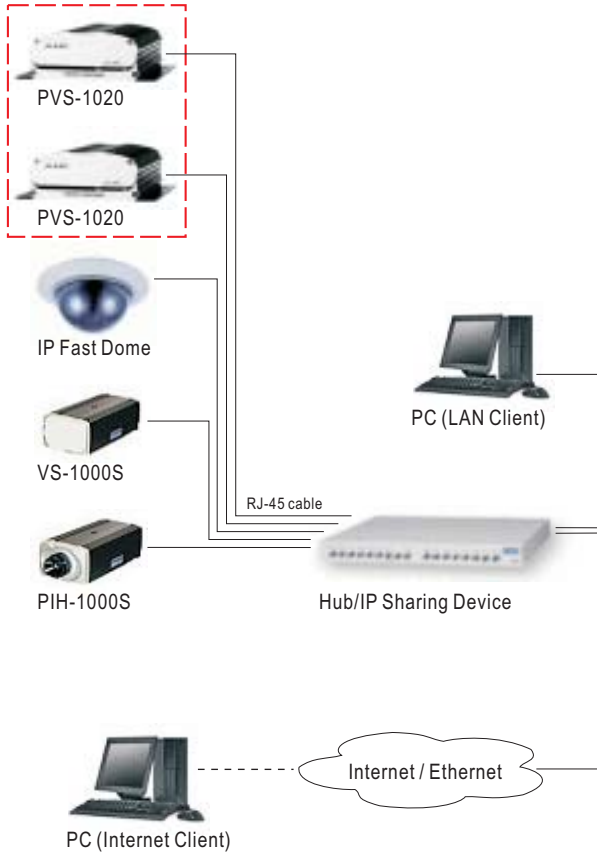 PVS-1020
PVS-1020
IP Fast Dome
PC (LAN Client)
VS-1000S
RJ-45 cable
PIH-1000S
Hub/IP Sharing Device
Internet / Ethernet
PC (Internet Client)